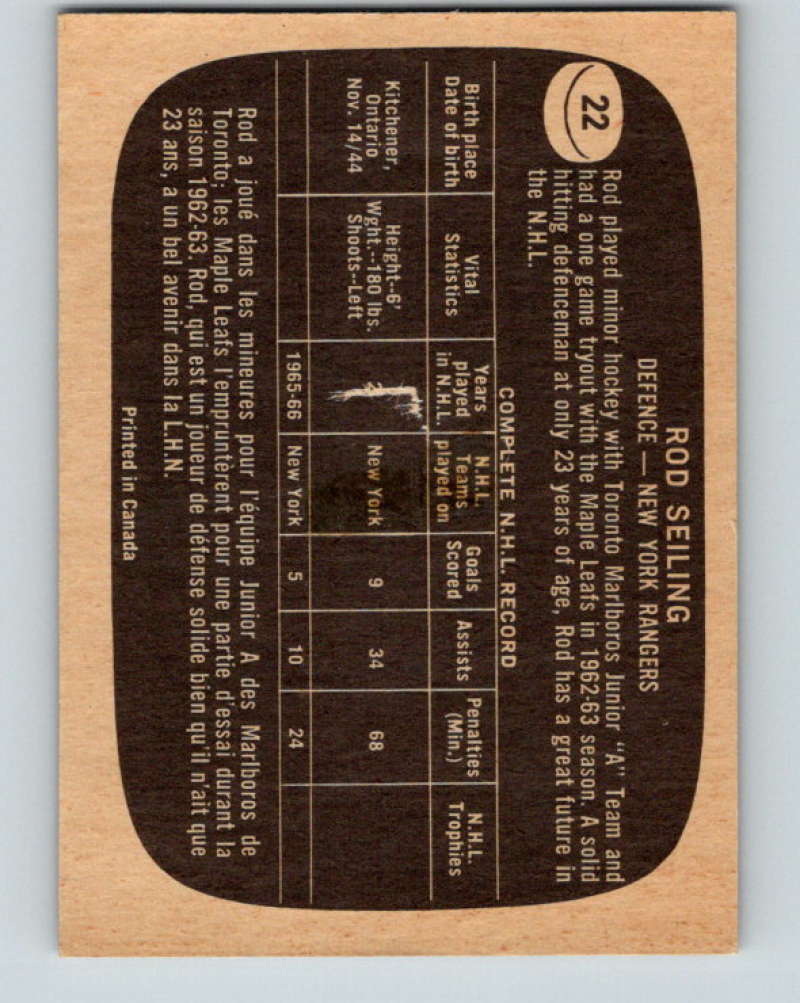 ROD SEILING
DEFENCE — NEW YORK RANGERS
22
Rod played minor hockey with Toronto Marlboros Junior "A" Team and
had a one game tryout with the Maple Leafs in 1962-63 season. A solid
hitting defenceman at only 23 years of age, Rod has a great future in
the N.H.L.
COMPLETE N.H.L. RECORD
Birth place Date of birth | Vital Statistics | Years played in N.H.L. | N.H.L. Teams played on | Goals Scored | Assists | Penalties (Min.) | N.H.L. Trophies
Kitchener, Ontario Nov. 14/44 | Height--6' Wght.--180 lbs. Shoots--Left | New York | 9 | 34 | 68
1965-66 | New York | 5 | 10 | 24
Rod a joué dans les mineures pour l'équipe Junior A des Marlboros de
Toronto; les Maple Leafs l'empruntèrent pour une partie d'essai durant la
saison 1962-63. Rod, qui est un joueur de défense solide bien qu'il n'ait que
23 ans, a un bel avenir dans la L.H.N.
Printed in Canada